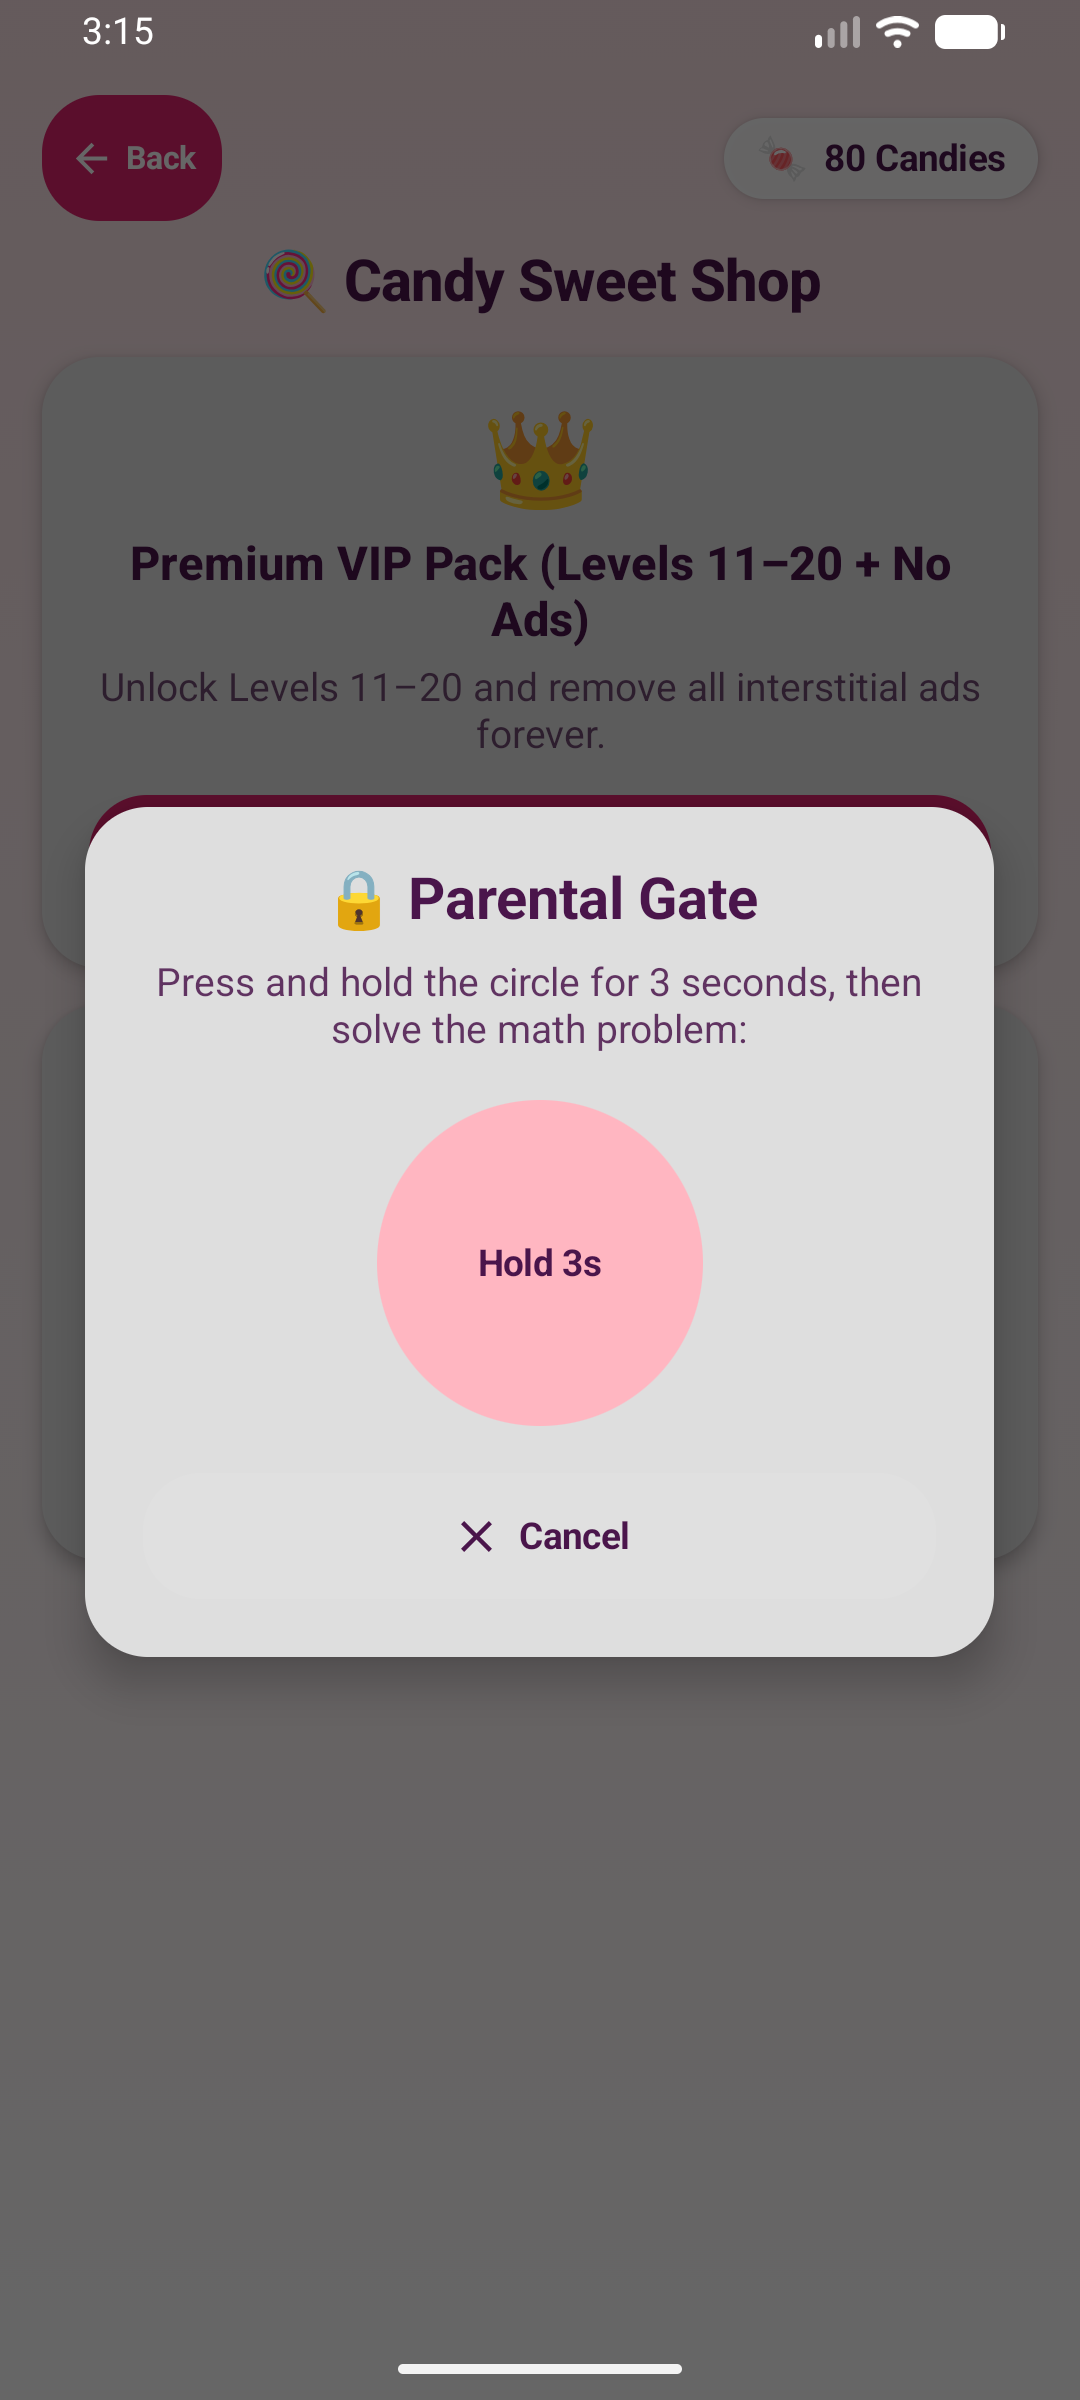 3:15
Back
80 Candies
Candy Sweet Shop
Premium VIP Pack (Levels 11–20 + No
Ads)
Unlock Levels 11–20 and remove all interstitial ads
forever.
Parental Gate
Press and hold the circle for 3 seconds, then
solve the math problem:
Hold 3s
Cancel